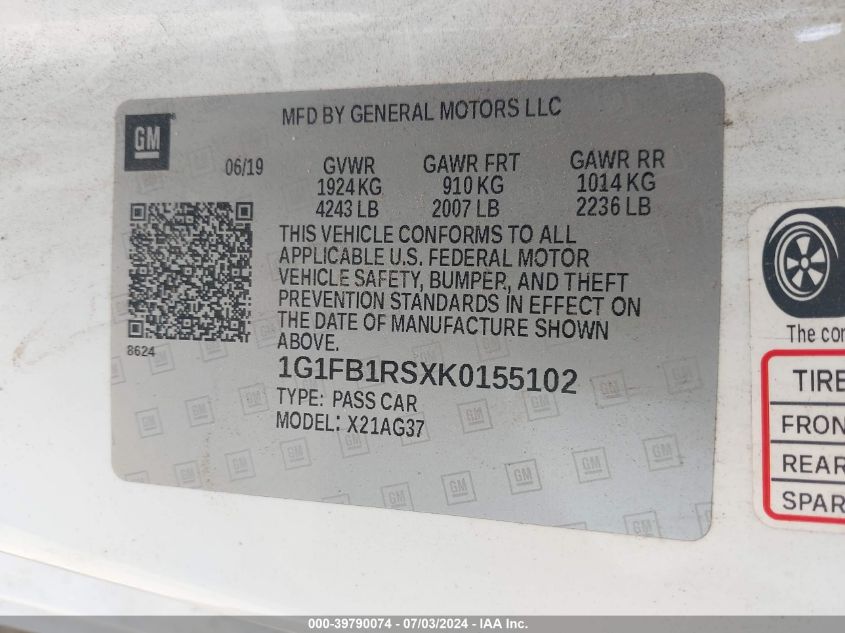 GM
MFD BY GENERAL MOTORS LLC
06/19
GVWR GAWR FRT GAWR RR
1924 KG 910 KG 1014 KG
4243 LB 2007 LB 2236 LB
THIS VEHICLE CONFORMS TO ALL
APPLICABLE U.S. FEDERAL MOTOR
VEHICLE SAFETY, BUMPER, AND THEFT
PREVENTION STANDARDS IN EFFECT ON
THE DATE OF MANUFACTURE SHOWN
ABOVE.
8624
1G1FB1RSXK0155102
TYPE: PASS CAR
MODEL: X21AG37
The co
TIRE
FRON
REAR
SPAR
000-39790074 - 07/03/2024 - IAA Inc.